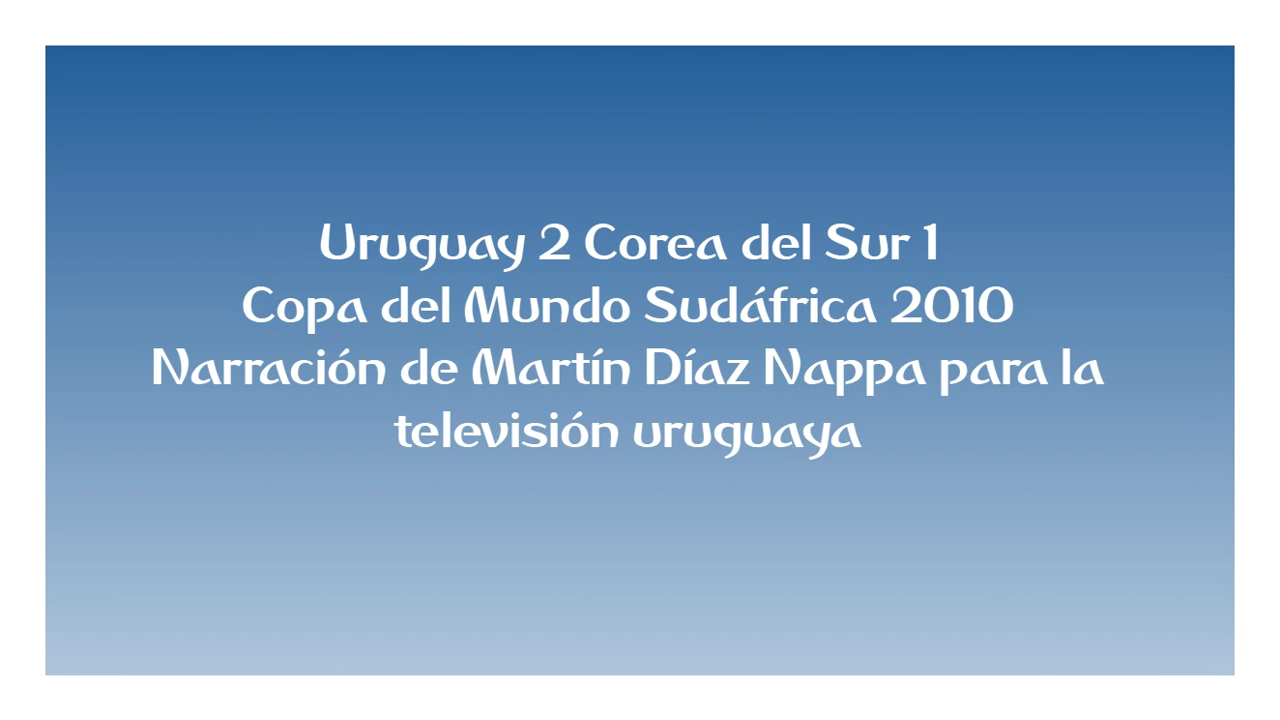 Uruguay 2 Corea del Sur 1
Copa del Mundo Sudáfrica 2010
Narración de Martín Díaz Nappa para la
televisión uruguaya